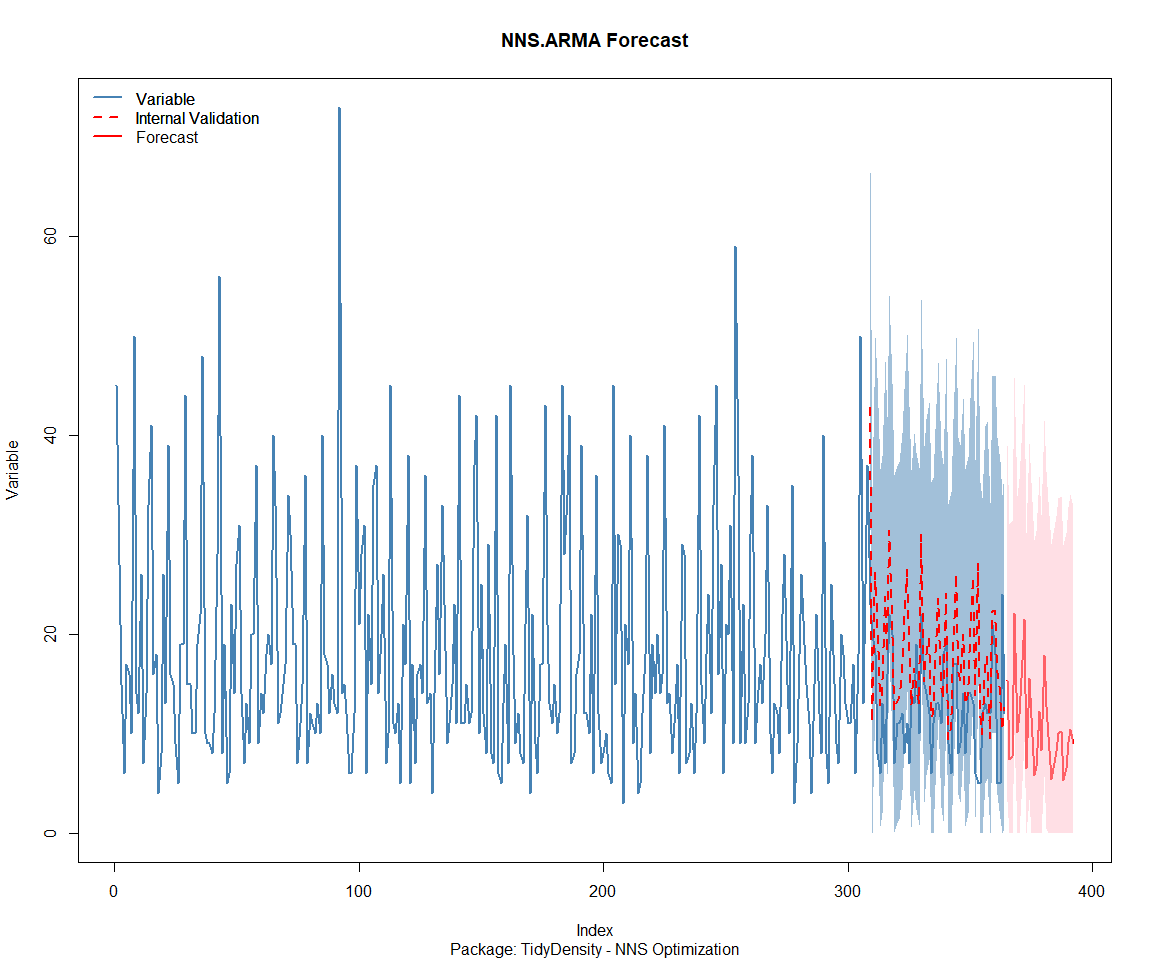 NNS.ARMA Forecast
Variable
Internal Validation
Forecast
Variable
60
40
20
0
0 100 200 300 400
Index
Package: TidyDensity - NNS Optimization